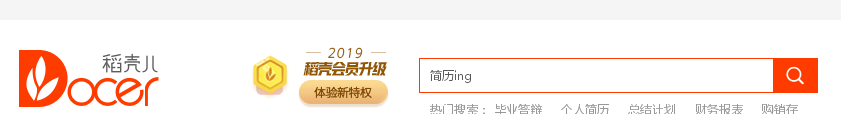 Docer 稻壳儿
2019
稻壳会员升级
体验新特权
简历ing
热门搜索： 毕业答辩 个人简历 总结计划 财务报表 购销存